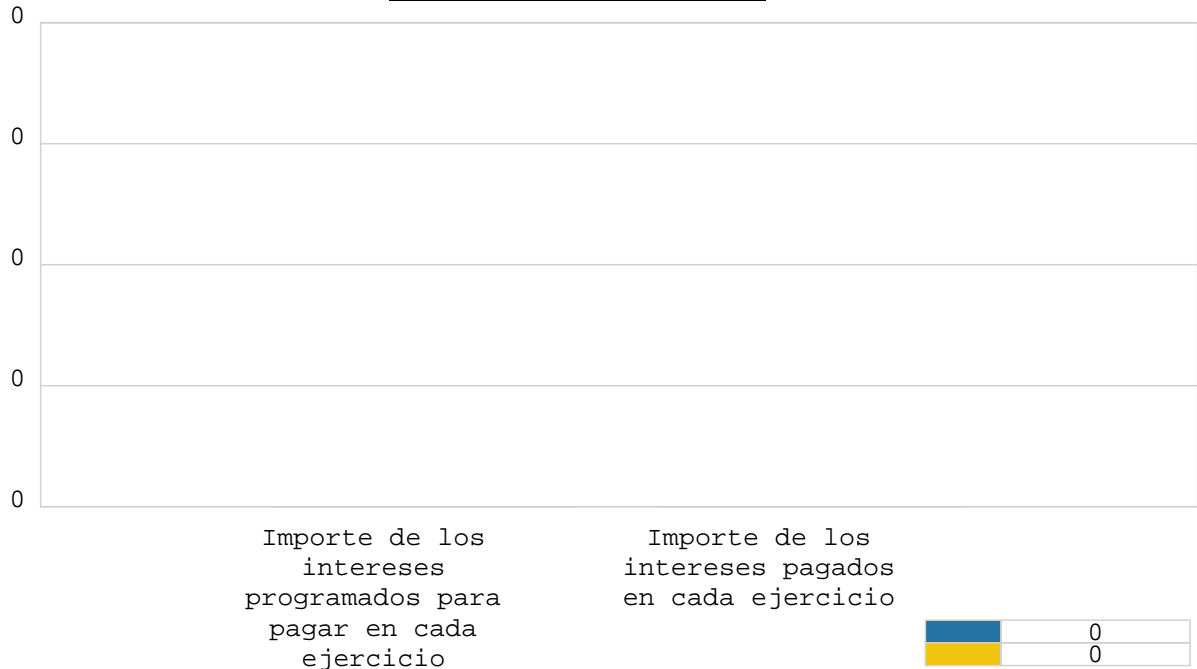 0
0
0
0
0
Importe de los
intereses
programados para
pagar en cada
ejercicio
Importe de los
intereses pagados
en cada ejercicio
0
0